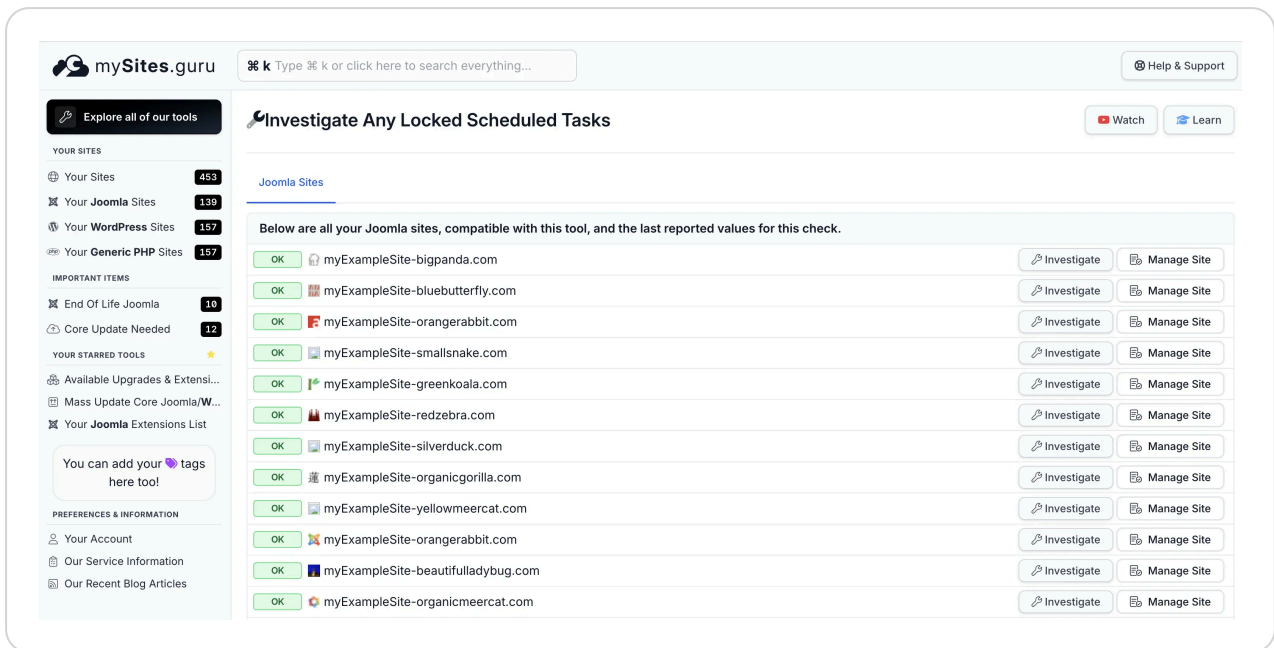 mySites.guru
⌘ k Type ⌘ k or click here to search everything...
Help & Support
Explore all of our tools
YOUR SITES
Your Sites 453
Your Joomla Sites 139
Your WordPress Sites 157
php Your Generic PHP Sites 157
IMPORTANT ITEMS
End Of Life Joomla 10
Core Update Needed 12
YOUR STARRED TOOLS
Available Upgrades & Extensi...
Mass Update Core Joomla/W...
Your Joomla Extensions List
You can add your tags
here too!
PREFERENCES & INFORMATION
Your Account
Our Service Information
Our Recent Blog Articles
Investigate Any Locked Scheduled Tasks
Watch
Learn
Joomla Sites
Below are all your Joomla sites, compatible with this tool, and the last reported values for this check.
OK myExampleSite-bigpanda.com Investigate Manage Site
OK myExampleSite-bluebutterfly.com Investigate Manage Site
OK myExampleSite-orangerabbit.com Investigate Manage Site
OK myExampleSite-smallsnake.com Investigate Manage Site
OK myExampleSite-greenkoala.com Investigate Manage Site
OK myExampleSite-redzebra.com Investigate Manage Site
OK myExampleSite-silverduck.com Investigate Manage Site
OK myExampleSite-organicgorilla.com Investigate Manage Site
OK myExampleSite-yellowmeercat.com Investigate Manage Site
OK myExampleSite-orangerabbit.com Investigate Manage Site
OK myExampleSite-beautifulladybug.com Investigate Manage Site
OK myExampleSite-organicmeercat.com Investigate Manage Site